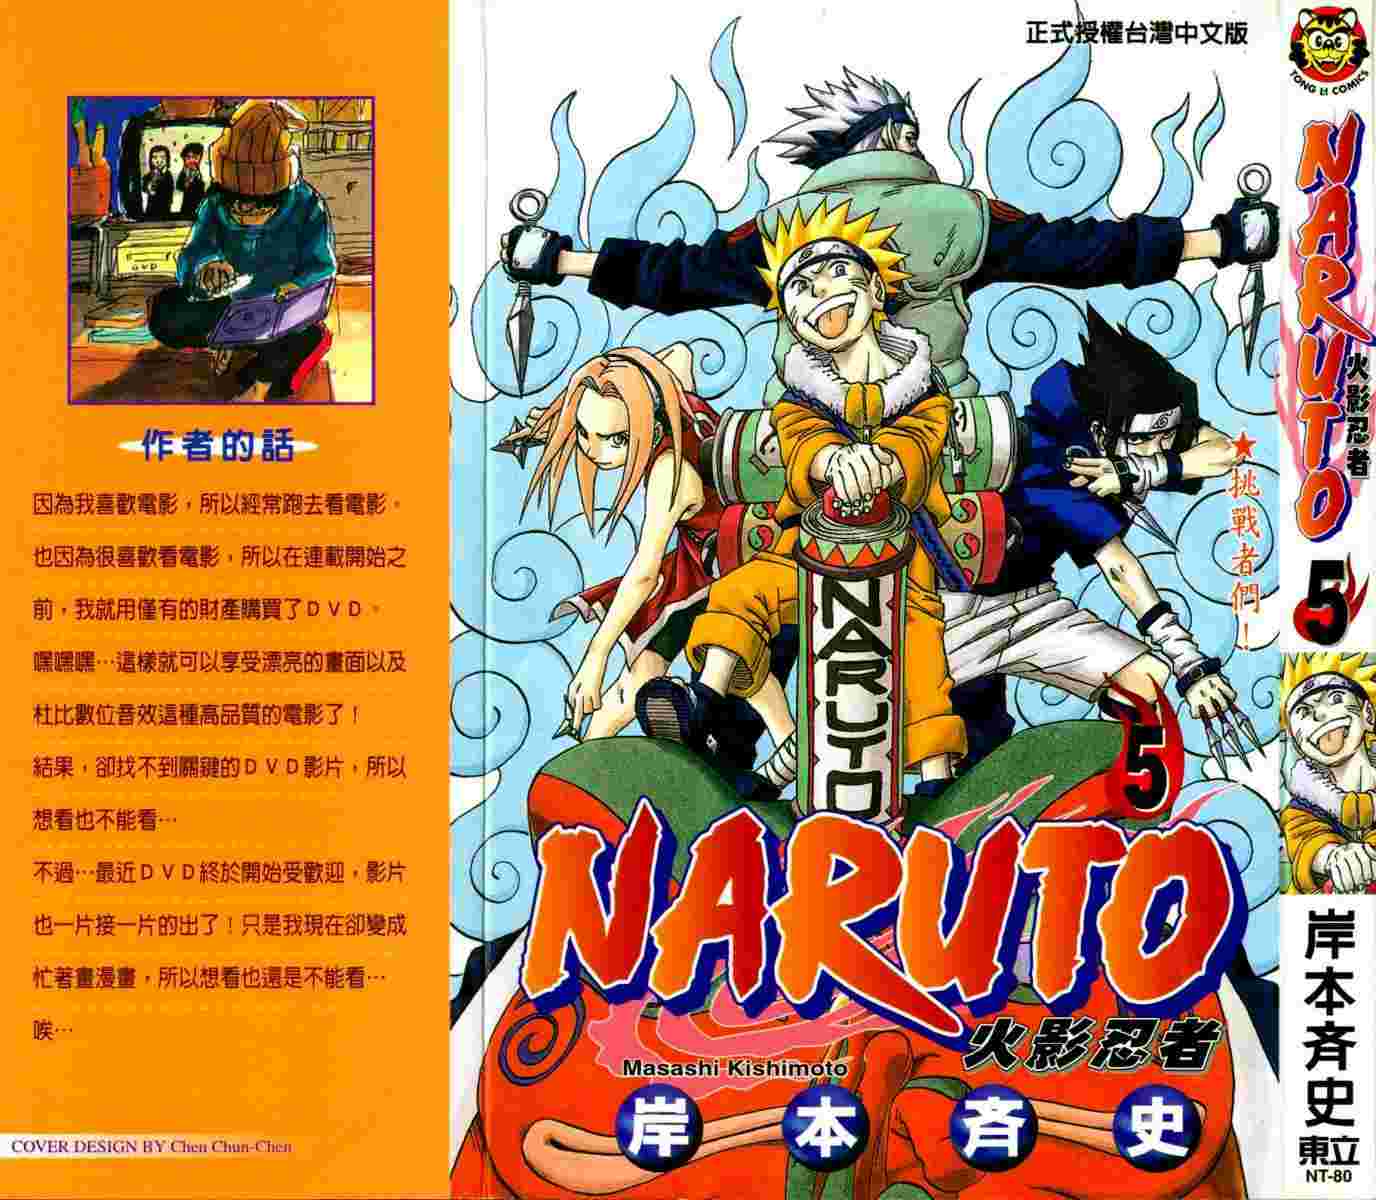 DVD
作者的話
因為我喜歡電影，所以經常跑去看電影。
也因為很喜歡看電影，所以在連載開始之
前，我就用僅有的財產購買了ＤＶＤ。
嘿嘿嘿…這樣就可以享受漂亮的畫面以及
杜比數位音效這種高品質的電影了！
結果，卻找不到關鍵的ＤＶＤ影片，所以
想看也不能看…
不過…最近ＤＶＤ終於開始受歡迎，影片
也一片接一片的出了！只是我現在卻變成
忙著畫漫畫，所以想看也還是不能看…
唉…
COVER DESIGN BY Chen Chun-Chen
正式授權台灣中文版
★挑戰者們！
NARUTO
5
NARUTO
火影忍者
Masashi Kishimoto
岸本斉史
TONG LI COMICS
NARUTO
火影忍者
5
岸本斉史
東立
NT-80